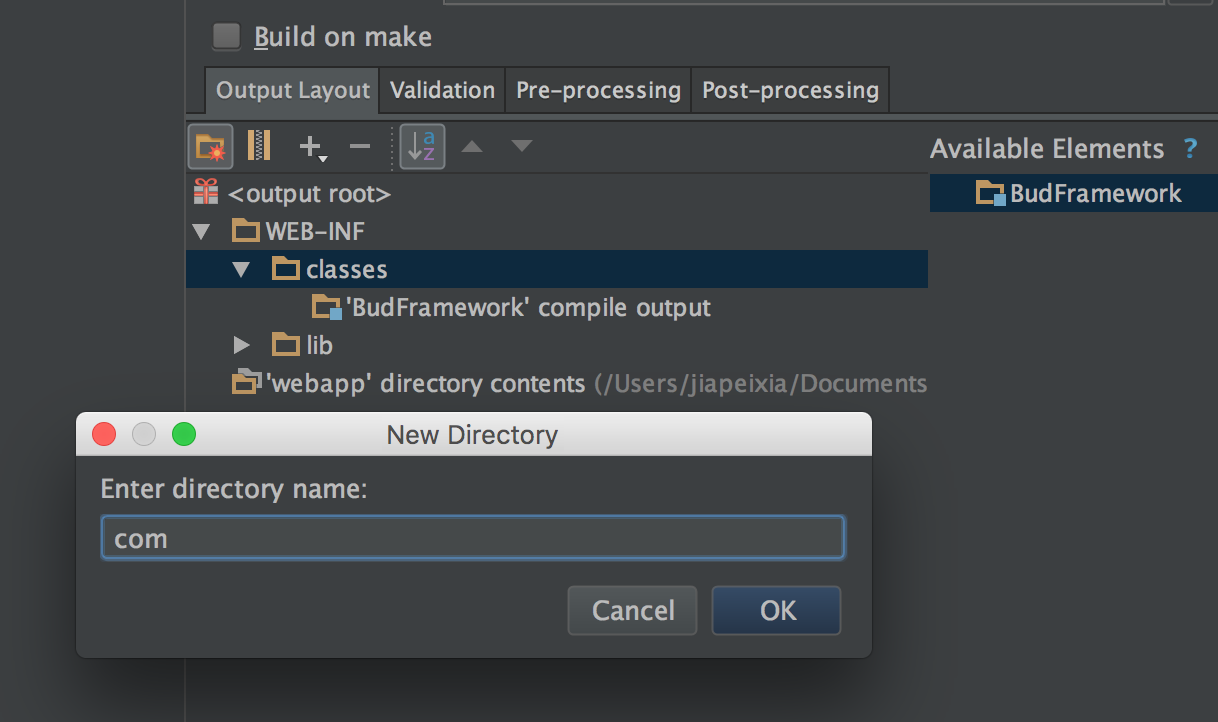 Build on make
Output Layout Validation Pre-processing Post-processing
a
z
Available Elements ?
<output root>
BudFramework
WEB-INF
classes
'BudFramework' compile output
lib
'webapp' directory contents (/Users/jiapeixia/Documents
New Directory
Enter directory name:
com
Cancel OK